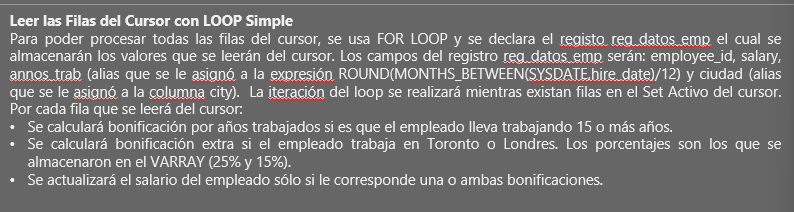 Leer las Filas del Cursor con LOOP Simple
Para poder procesar todas las filas del cursor, se usa FOR LOOP y se declara el registo reg_datos_emp el cual se
almacenarán los valores que se leerán del cursor. Los campos del registro reg_datos_emp serán: employee_id, salary,
annos_trab (alias que se le asignó a la expresión ROUND(MONTHS_BETWEEN(SYSDATE,hire_date)/12) y ciudad (alias
que se le asignó a la columna city).  La iteración del loop se realizará mientras existan filas en el Set Activo del cursor.
Por cada fila que se leerá del cursor:
• Se calculará bonificación por años trabajados si es que el empleado lleva trabajando 15 o más años.
• Se calculará bonificación extra si el empleado trabaja en Toronto o Londres. Los porcentajes son los que se
almacenaron en el VARRAY (25% y 15%).
• Se actualizará el salario del empleado sólo si le corresponde una o ambas bonificaciones.